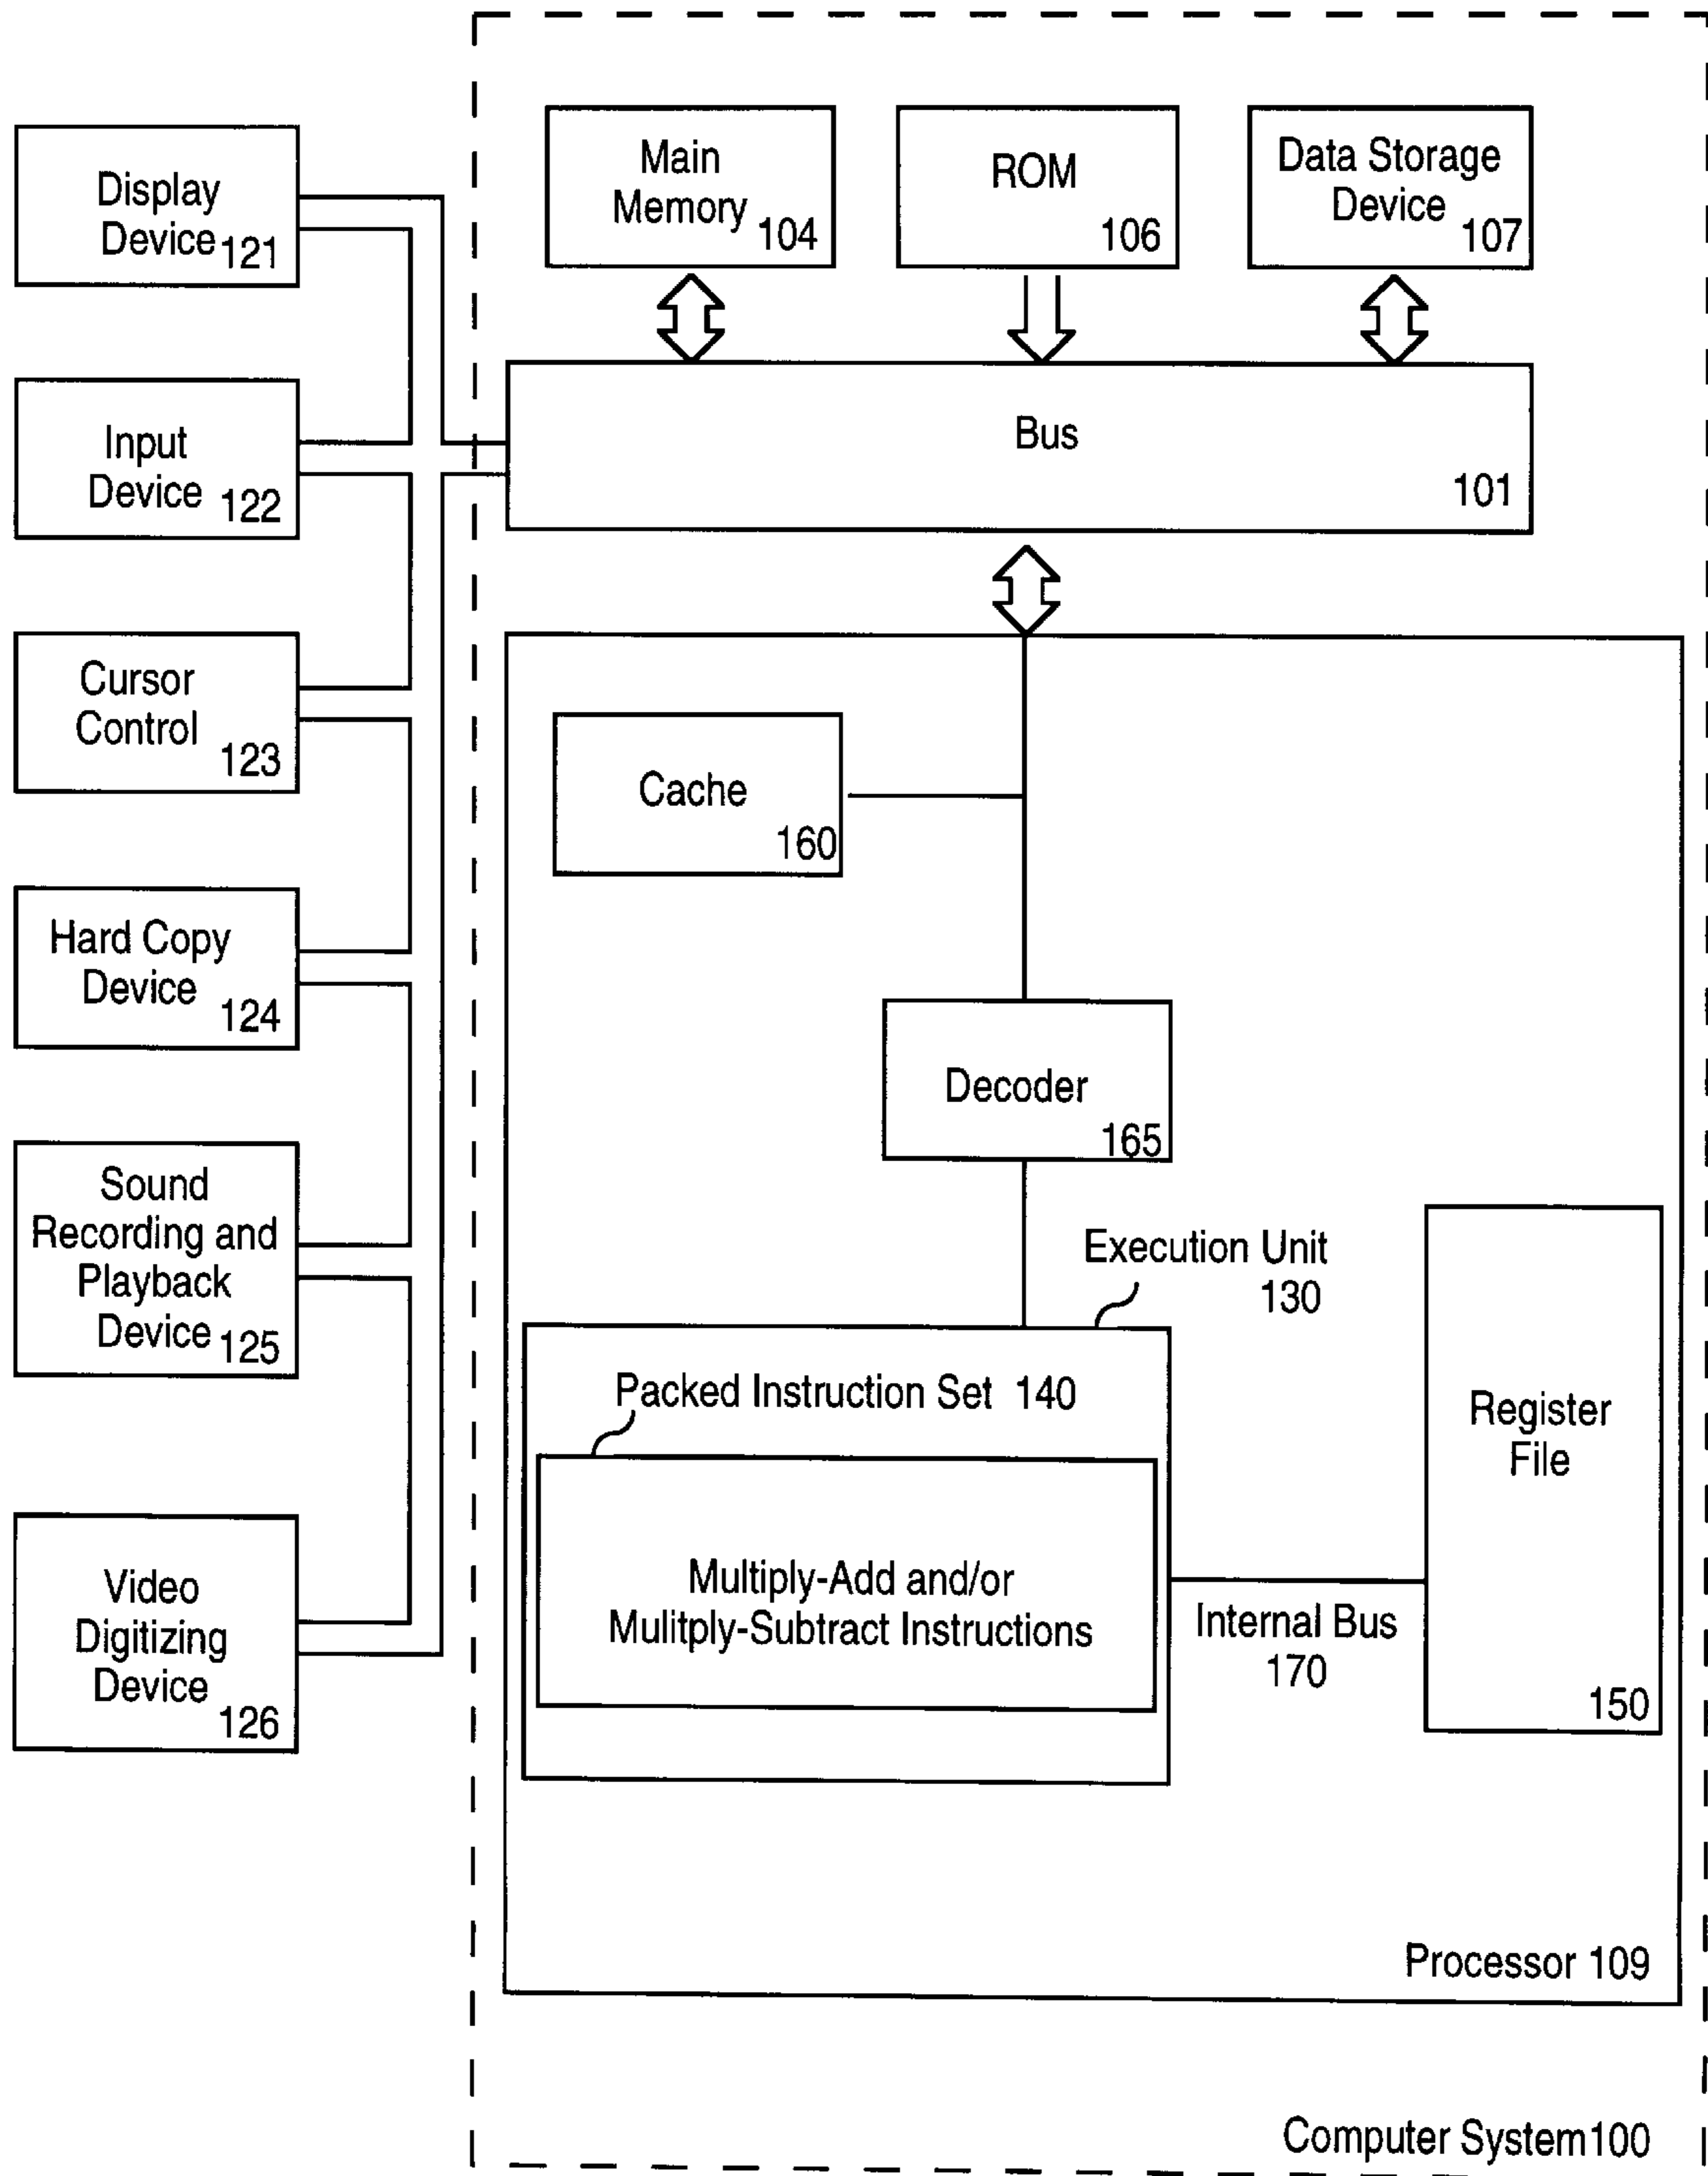 Display
Device 121
Input
Device 122
Cursor
Control
123
Hard Copy
Device
124
Sound
Recording and
Playback
Device 125
Video
Digitizing
Device
126
Main
Memory 104
ROM
106
Data Storage
Device
107
Bus
101
Cache
160
Decoder
165
Execution Unit
130
Packed Instruction Set 140
Multiply-Add and/or
Mulitply-Subtract Instructions
Internal Bus
170
Register
File
150
Processor 109
Computer System100